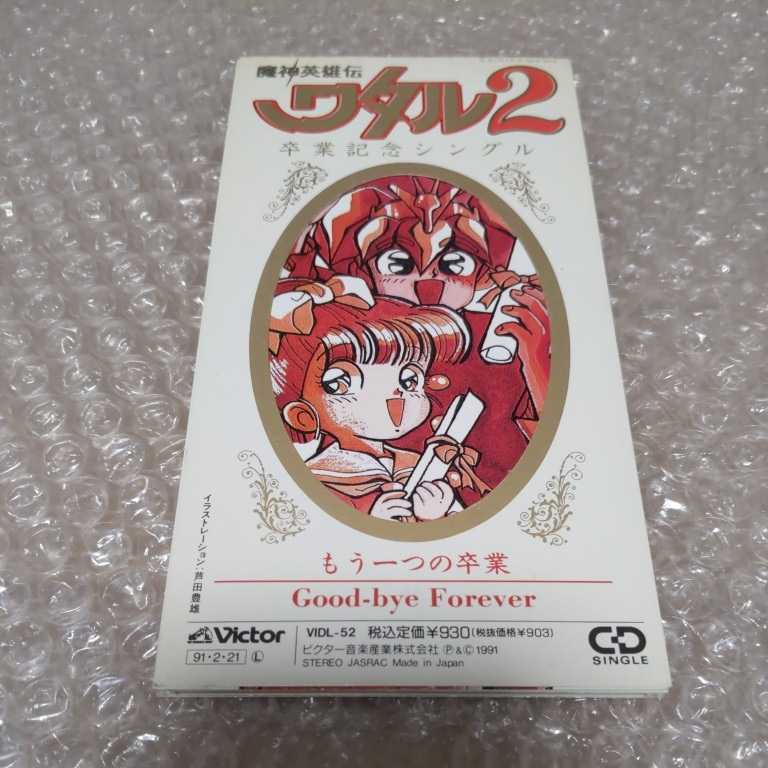 魔神英雄伝
ワタル2
卒業記念シングル
イラストレーション:芦田豊雄
もう一つの卒業
Good-bye Forever
Victor VIDL-52 税込定価¥930(税抜価格¥903)
91・2・21 Ⓛ ビクター音楽産業株式会社 Ⓟ&Ⓒ 1991
STEREO JASRAC Made in Japan
CD
SINGLE